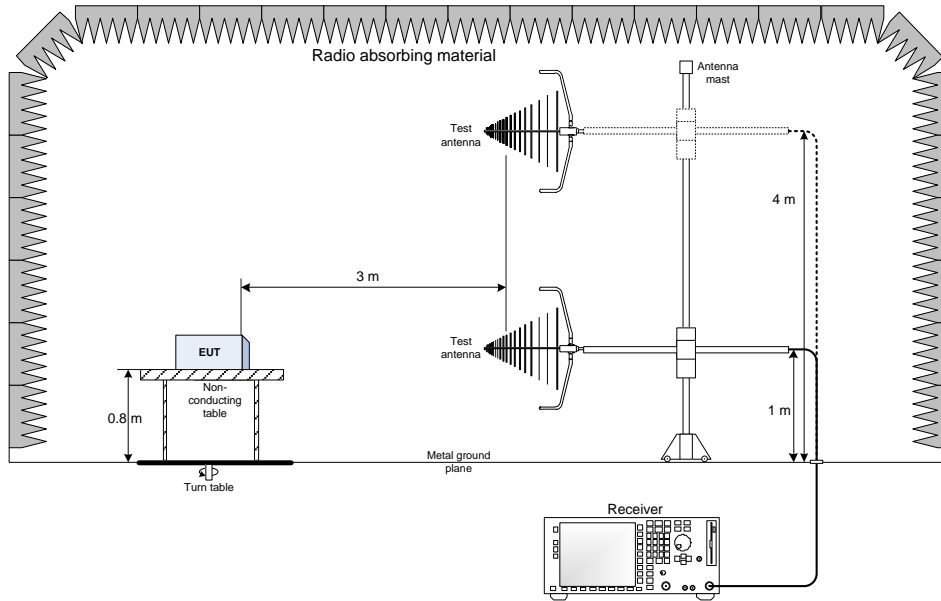 Radio absorbing material
Antenna
mast
Test
antenna
4 m
3 m
EUT
Test
antenna
Non-
conducting
table
0.8 m
1 m
Metal ground
plane
Turn table
Receiver